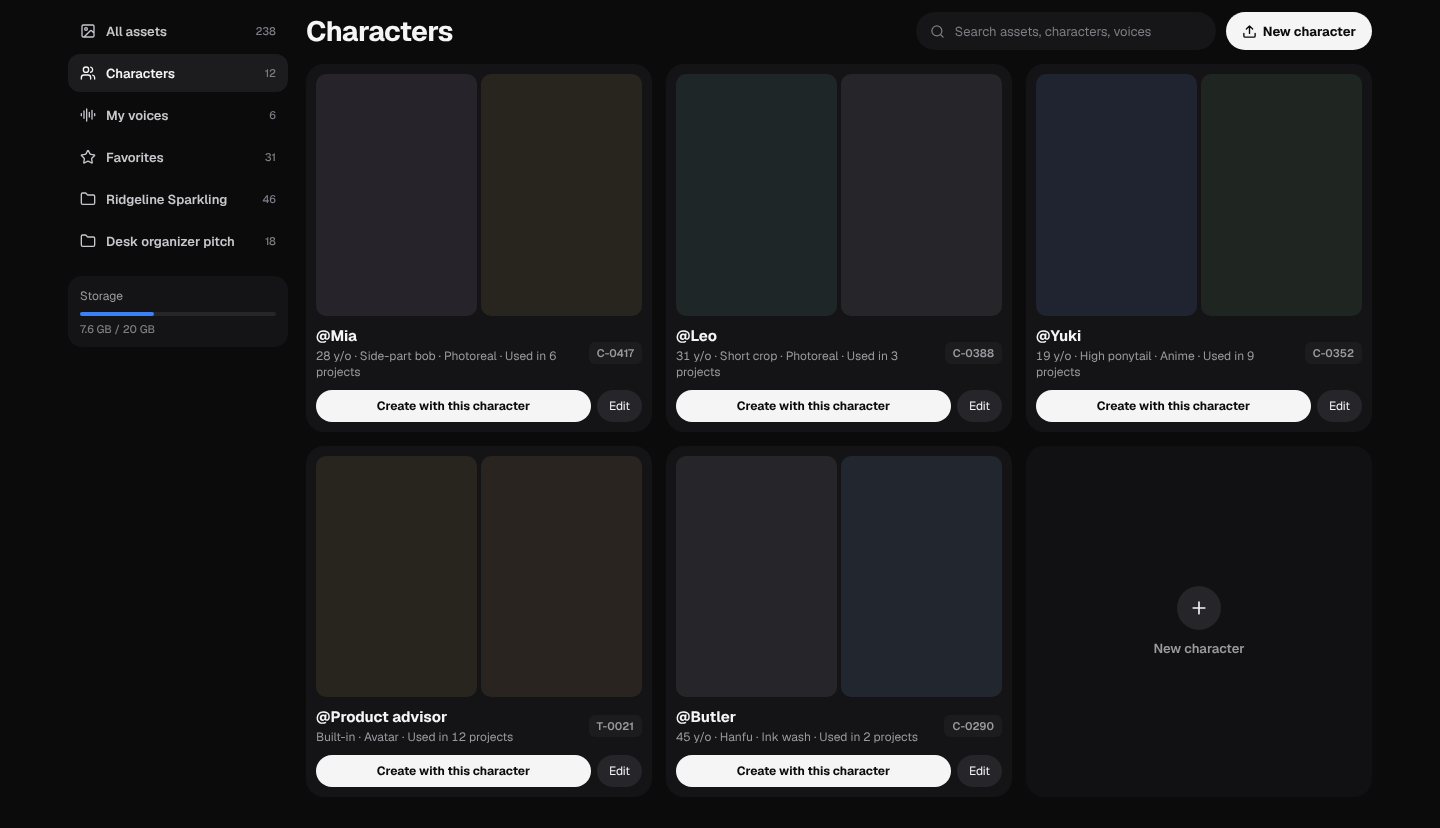 All assets 238
Characters 12
My voices 6
Favorites 31
Ridgeline Sparkling 46
Desk organizer pitch 18
Storage
7.6 GB / 20 GB
Characters
Search assets, characters, voices
New character
@Mia
28 y/o · Side-part bob · Photoreal · Used in 6
projects
C-0417
Create with this character
Edit
@Leo
31 y/o · Short crop · Photoreal · Used in 3
projects
C-0388
Create with this character
Edit
@Yuki
19 y/o · High ponytail · Anime · Used in 9
projects
C-0352
Create with this character
Edit
@Product advisor
Built-in · Avatar · Used in 12 projects
T-0021
Create with this character
Edit
@Butler
45 y/o · Hanfu · Ink wash · Used in 2 projects
C-0290
Create with this character
Edit
New character